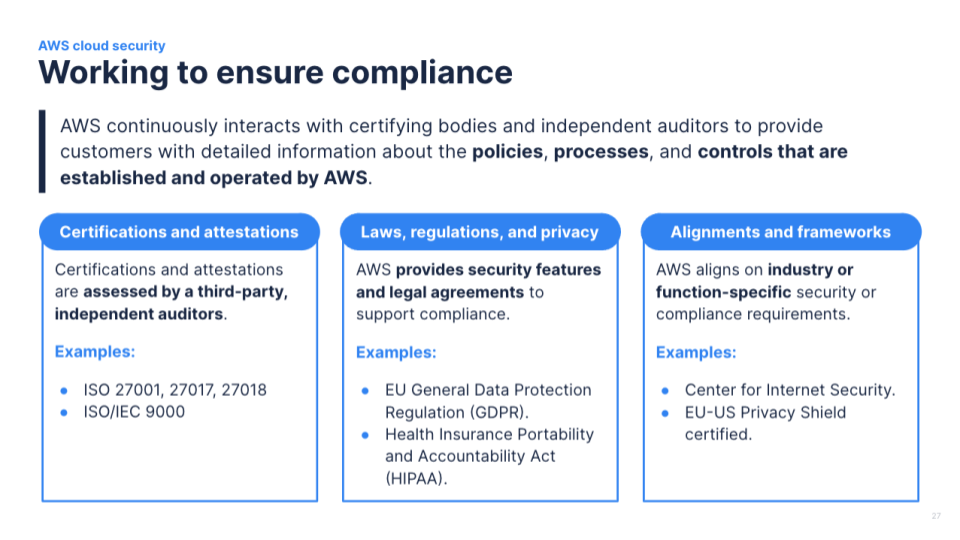 AWS cloud security
Working to ensure compliance
AWS continuously interacts with certifying bodies and independent auditors to provide
customers with detailed information about the policies, processes, and controls that are
established and operated by AWS.
Certifications and attestations
Certifications and attestations
are assessed by a third-party,
independent auditors.
Examples:
● ISO 27001, 27017, 27018
● ISO/IEC 9000
Laws, regulations, and privacy
AWS provides security features
and legal agreements to
support compliance.
Examples:
● EU General Data Protection
Regulation (GDPR).
● Health Insurance Portability
and Accountability Act
(HIPAA).
Alignments and frameworks
AWS aligns on industry or
function-specific security or
compliance requirements.
Examples:
● Center for Internet Security.
● EU-US Privacy Shield
certified.
27